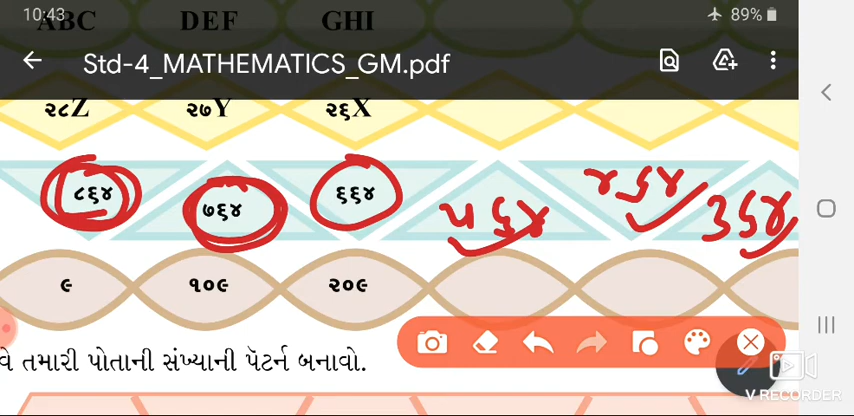 10:43 89%
ABC DEF GHI
Std-4_MATHEMATICS_GM.pdf
૨૮Z ૨૭Y ૨૬X
૮૬૪ ૭૬૪ ૬૬૪ ૫૬૪ ૪૬૪ ૩૬૪
૯ ૧૦૯ ૨૦૯
વે તમારી પોતાની સંખ્યાની પૅટર્ન બનાવો.
V RECORDER